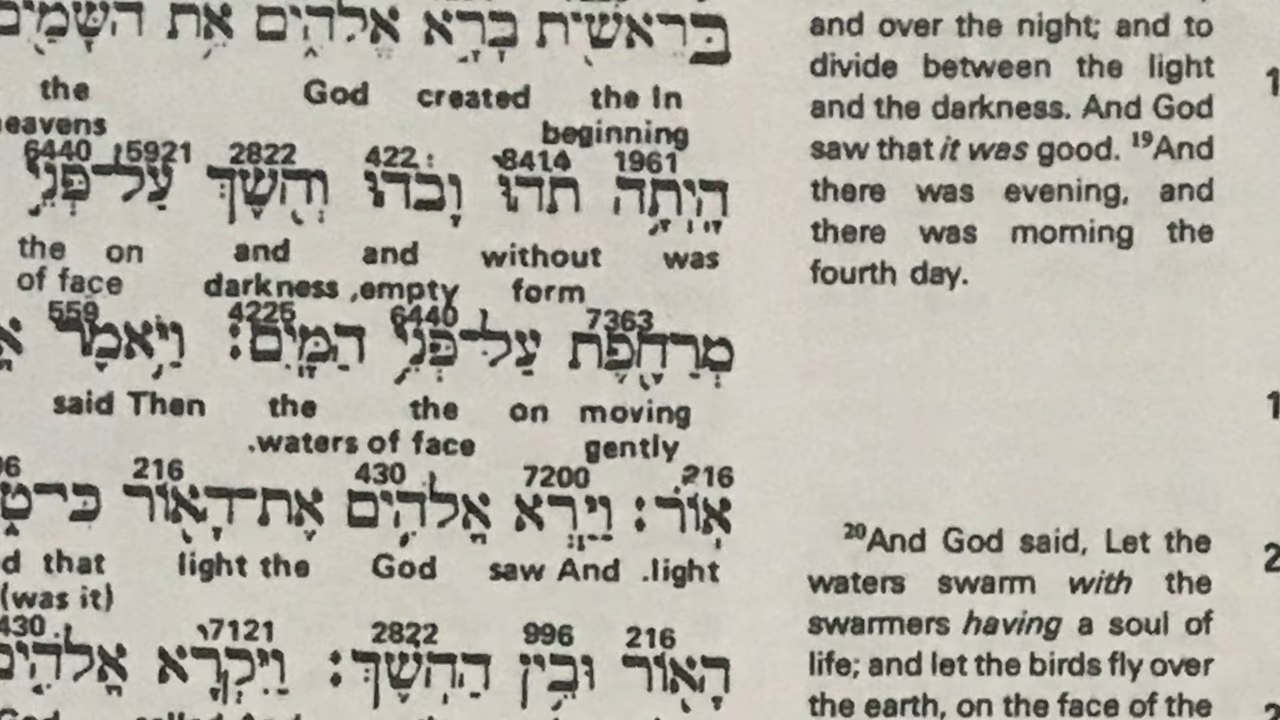 בְּרֵאשִׁית בָּרָא אֱלֹהִים אֵת הַשָּׁמַיִם
the God created the In
beginning
6440 5921 2822 422 8414 1961
הָיְתָה תֹהוּ וָבֹהוּ וְחֹשֶׁךְ עַל־פְּנֵי
the on and and without was
of face darkness ,empty form
559 4225 6440 7363
מְרַחֶפֶת עַל־פְּנֵי הַמָּיִם׃ וַיֹּאמֶר
said Then the the on moving
.waters of face gently
216 430 7200 216
אוֹר׃ וַיַּרְא אֱלֹהִים אֶת־הָאוֹר
that light the God saw And .light
(was it)
430 7121 2822 996 216
הָאוֹר וּבֵין הַחֹשֶׁךְ׃ וַיִּקְרָא אֱלֹהִים
and over the night; and to
divide between the light
and the darkness. And God
saw that it was good. ¹⁹And
there was evening, and
there was morning the
fourth day.
²⁰And God said, Let the
waters swarm with the
swarmers having a soul of
life; and let the birds fly over
the earth, on the face of the